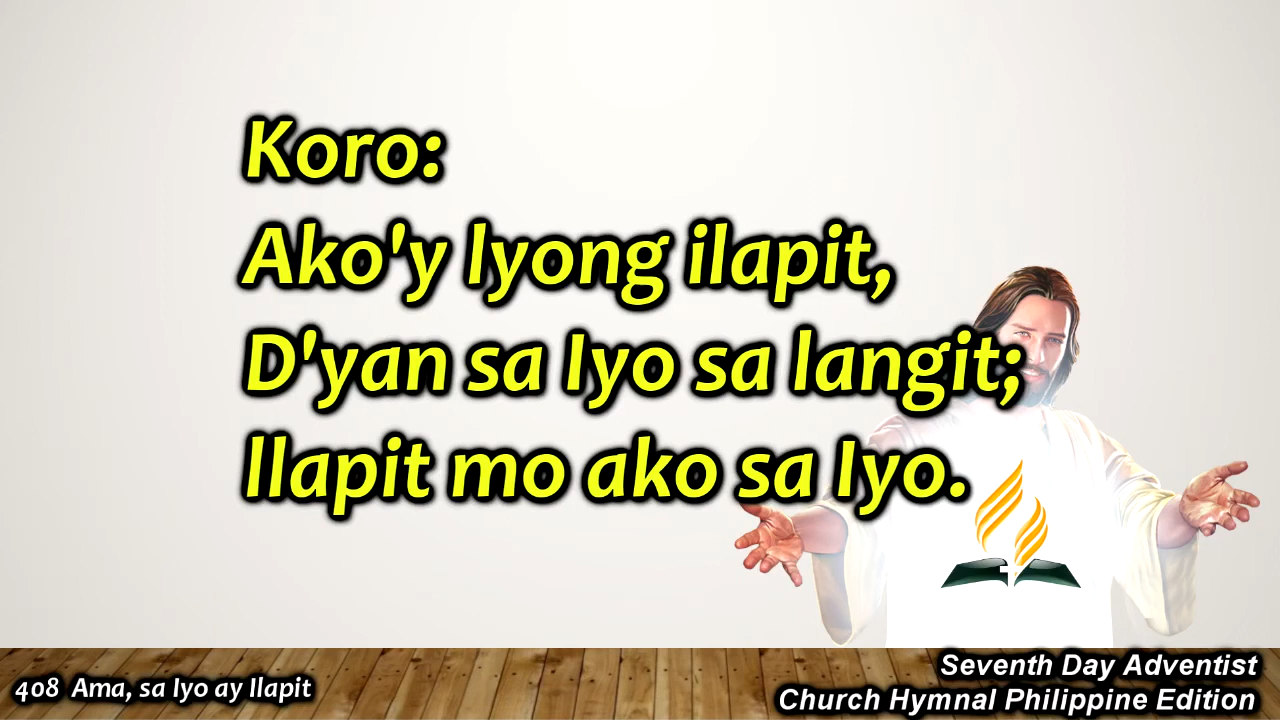 Koro:
Ako'y Iyong ilapit,
D'yan sa Iyo sa langit;
Ilapit mo ako sa Iyo.
408 Ama, sa Iyo ay Ilapit
Seventh Day Adventist
Church Hymnal Philippine Edition